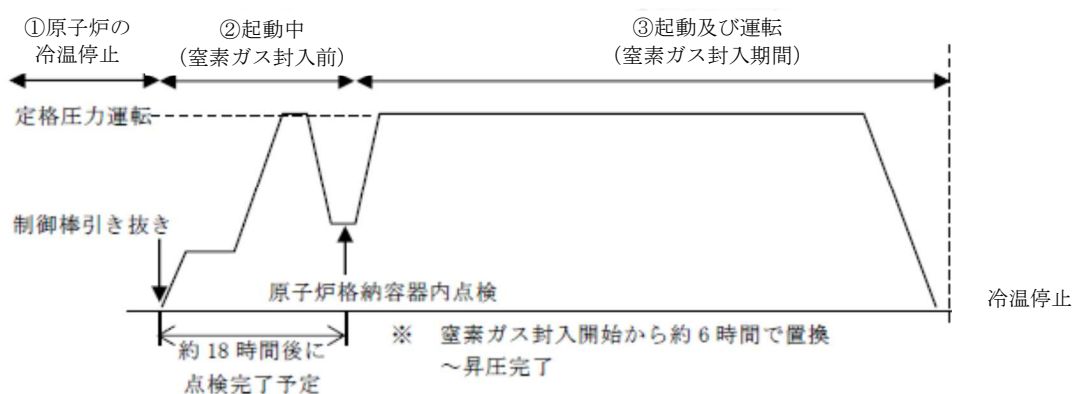 ①原子炉の
冷温停止
②起動中
(窒素ガス封入前)
③起動及び運転
(窒素ガス封入期間)
定格圧力運転
制御棒引き抜き
原子炉格納容器内点検
冷温停止
約18時間後に
点検完了予定
※ 窒素ガス封入開始から約6時間で置換
～昇圧完了